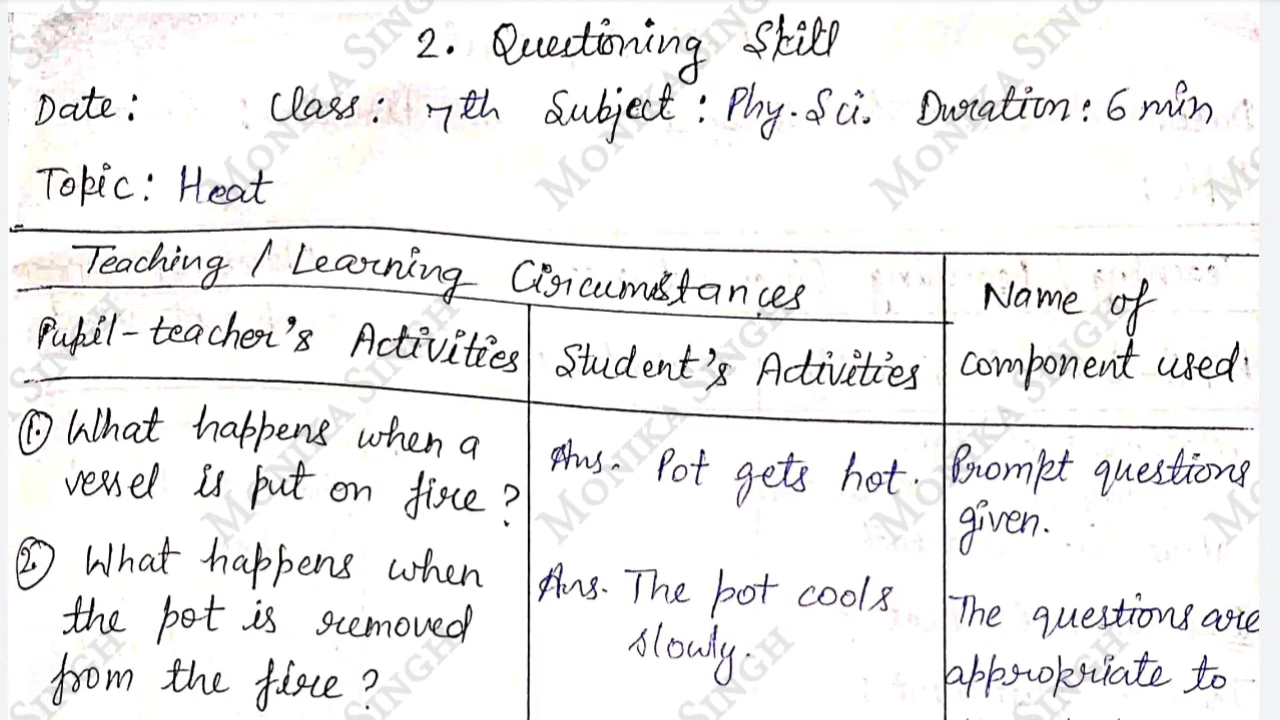 2. Questioning Skill
Date: Class: 7th Subject: Phy. Sci. Duration: 6 min
Topic: Heat
Teaching / Learning Circumstances
Name of
component used
Pupil-teacher's Activities
Student's Activities
1. What happens when a
vessel is put on fire?
Ans. Pot gets hot.
Prompt questions
given.
2. What happens when
the pot is removed
from the fire?
Ans. The pot cools
slowly.
The questions are
appropriate to
MONIKA SINGH